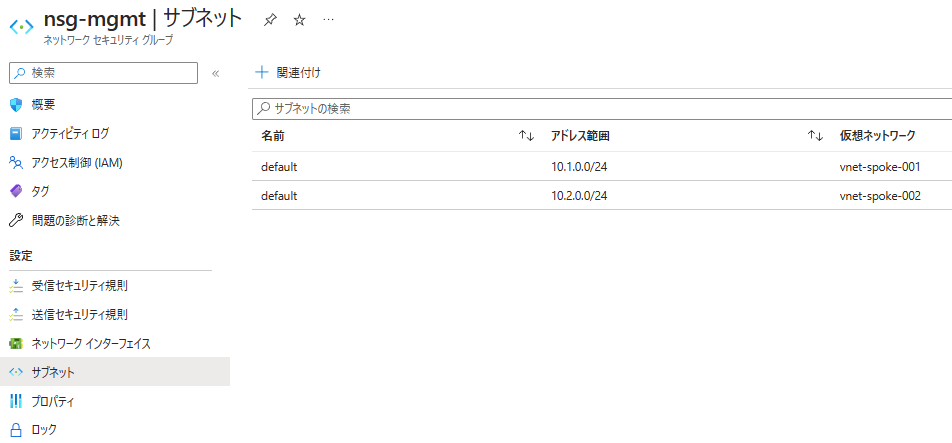 nsg-mgmt | サブネット
ネットワーク セキュリティ グループ
検索
概要
アクティビティ ログ
アクセス制御 (IAM)
タグ
問題の診断と解決
設定
受信セキュリティ規則
送信セキュリティ規則
ネットワーク インターフェイス
サブネット
プロパティ
ロック
関連付け
サブネットの検索
名前 アドレス範囲 仮想ネットワーク
default 10.1.0.0/24 vnet-spoke-001
default 10.2.0.0/24 vnet-spoke-002